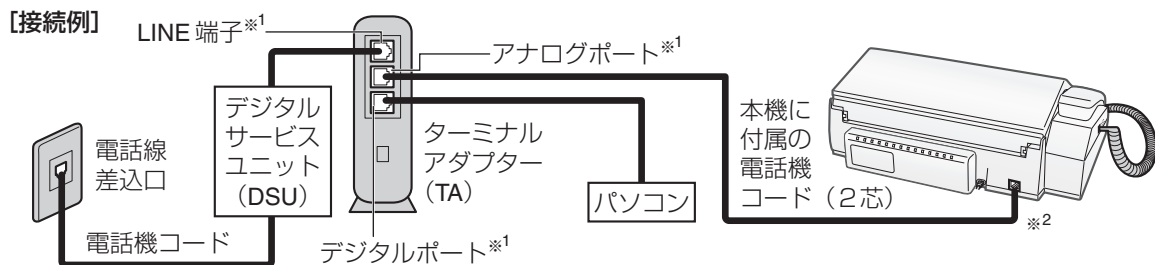 [接続例]
LINE 端子※1
アナログポート※1
デジタル
サービス
ユニット
(DSU)
電話線
差込口
ターミナル
アダプター
(TA)
パソコン
本機に
付属の
電話機
コード(2芯)
※2
電話機コード
デジタルポート※1